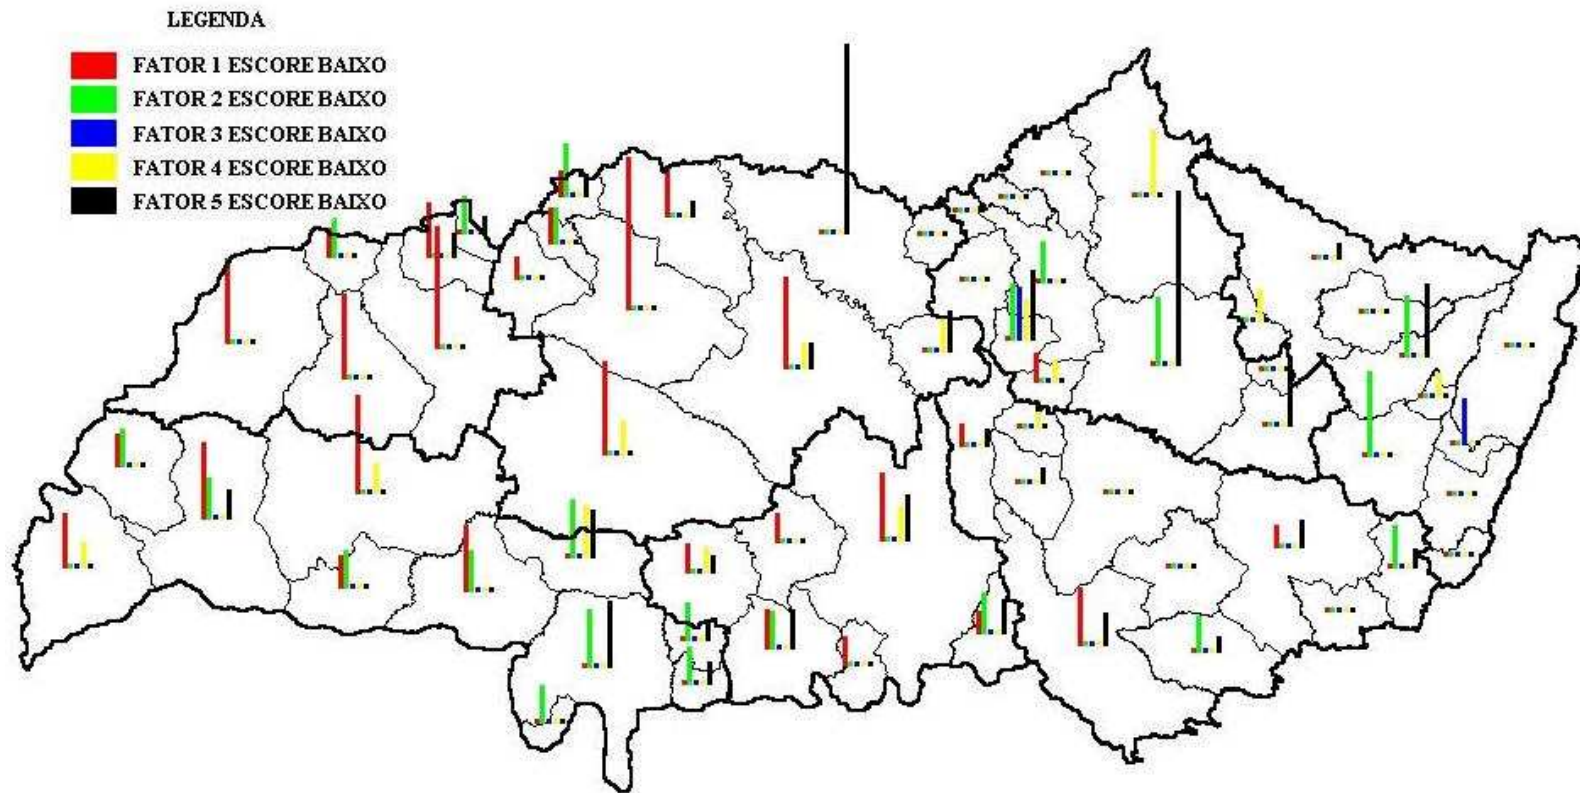 LEGENDA
FATOR 1 ESCORE BAIXO
FATOR 2 ESCORE BAIXO
FATOR 3 ESCORE BAIXO
FATOR 4 ESCORE BAIXO
FATOR 5 ESCORE BAIXO